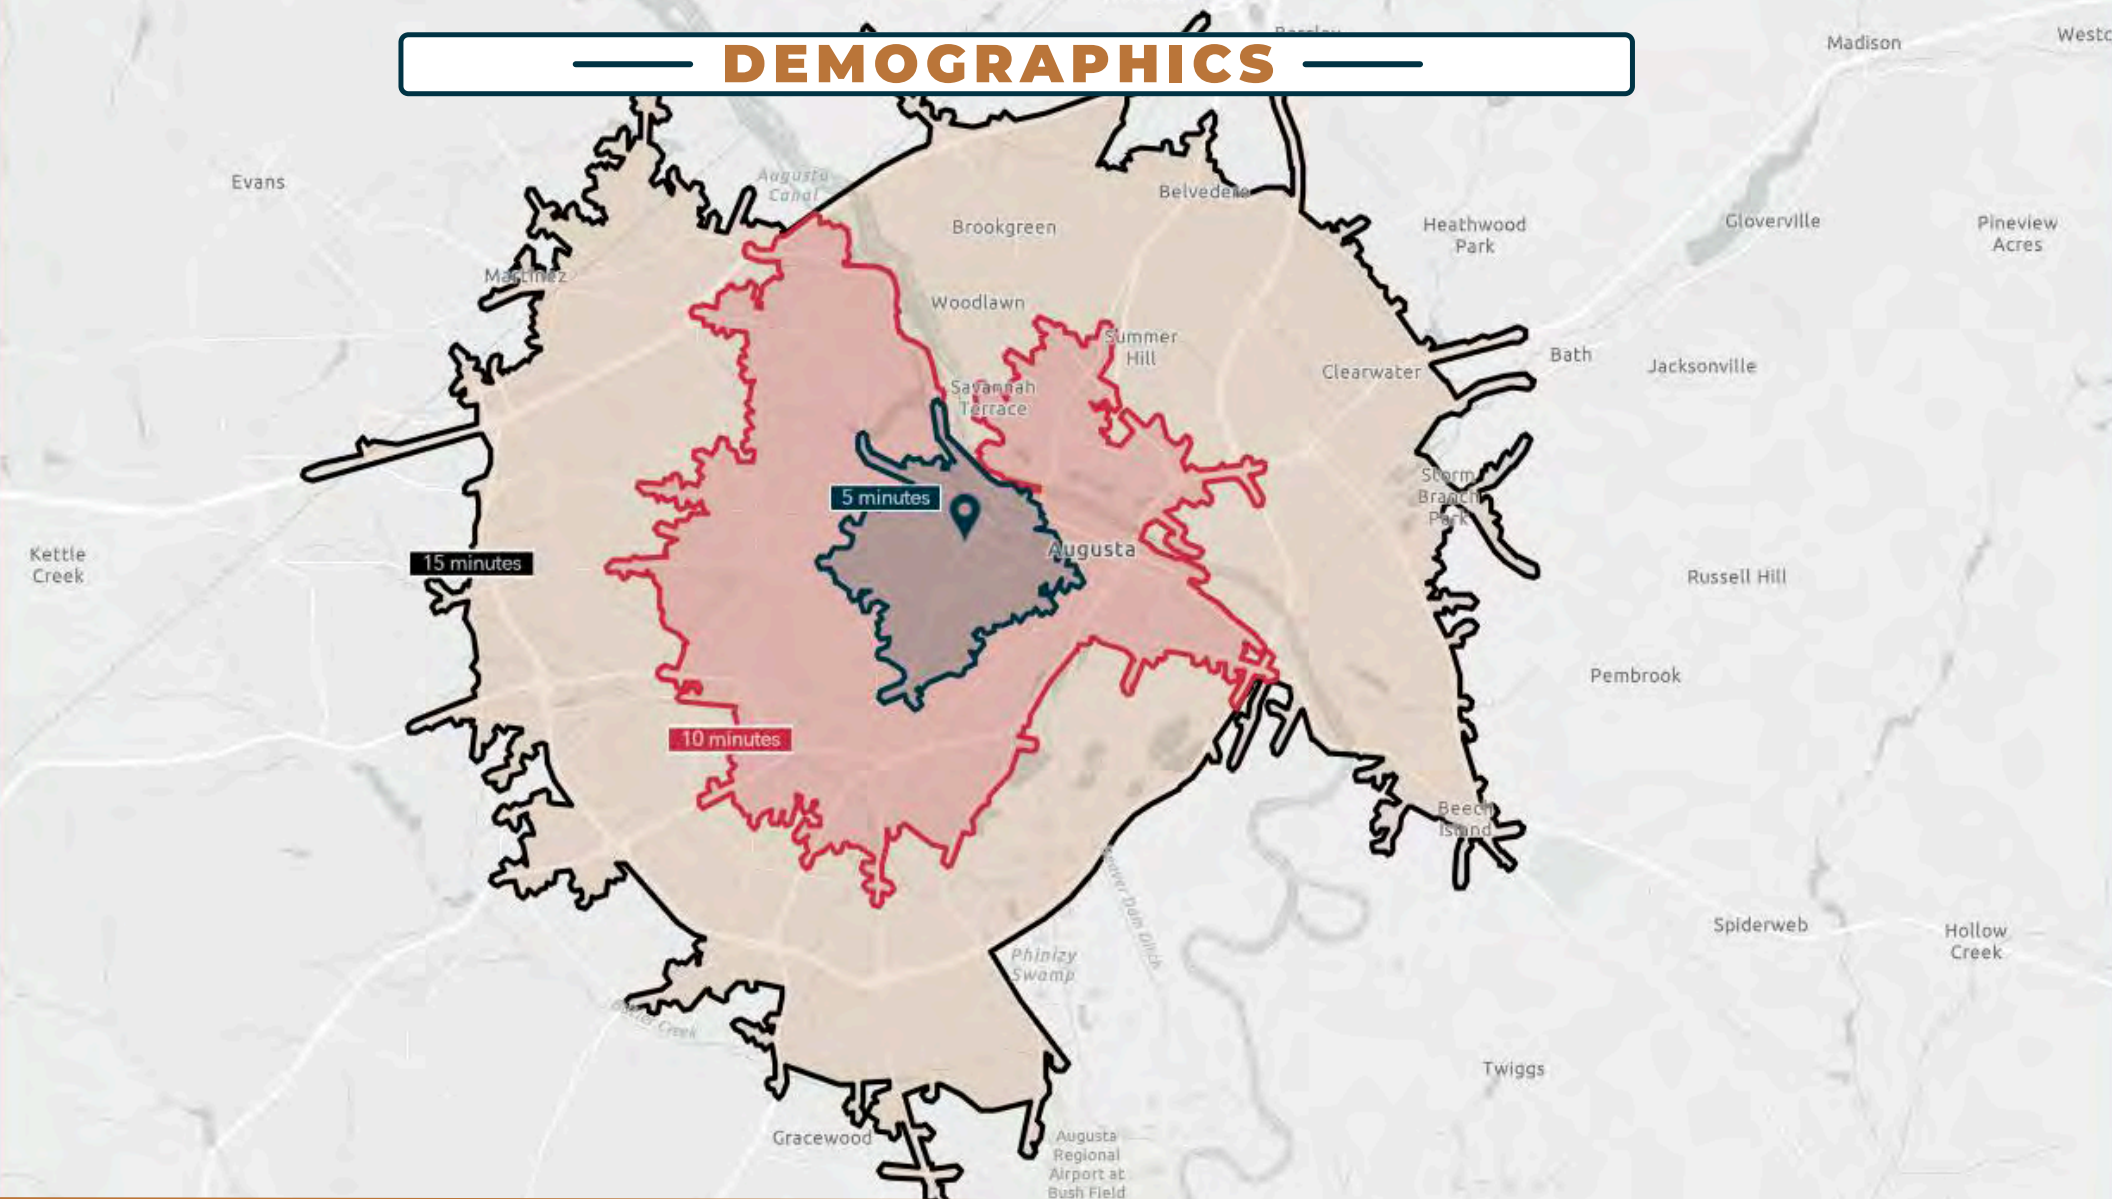 DEMOGRAPHICS
Madison
Augusta
Canal
Evans
Belvedere
Brookgreen
Heathwood
Park
Gloverville
Pineview
Acres
Martinez
Woodlawn
Summer
Hill
Bath
Jacksonville
Clearwater
Savannah
Terrace
5 minutes
Storm
Branch
Park
Augusta
15 minutes
Kettle
Creek
Russell Hill
Pembrook
10 minutes
Beech
Island
Spiderweb
Hollow
Creek
Phinizy
Swamp
Twiggs
Gracewood
Augusta
Regional
Airport at
Bush Field